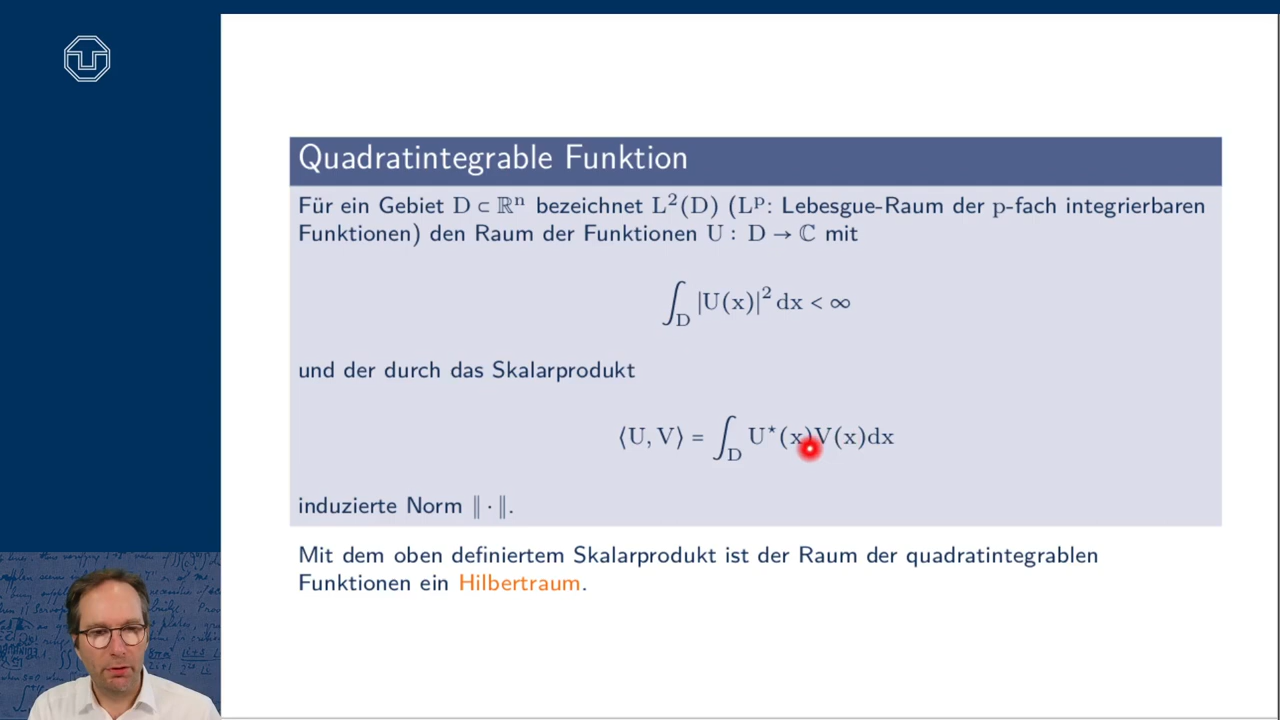 Quadratintegrable Funktion
Für ein Gebiet D ⊂ ℝⁿ bezeichnet L²(D) (Lᵖ: Lebesgue-Raum der p-fach integrierbaren
Funktionen) den Raum der Funktionen U : D → ℂ mit
∫_D |U(x)|² dx < ∞
und der durch das Skalarprodukt
⟨U, V⟩ = ∫_D U*(x)V(x)dx
induzierte Norm ‖ · ‖.
Mit dem oben definiertem Skalarprodukt ist der Raum der quadratintegrablen
Funktionen ein Hilbertraum.